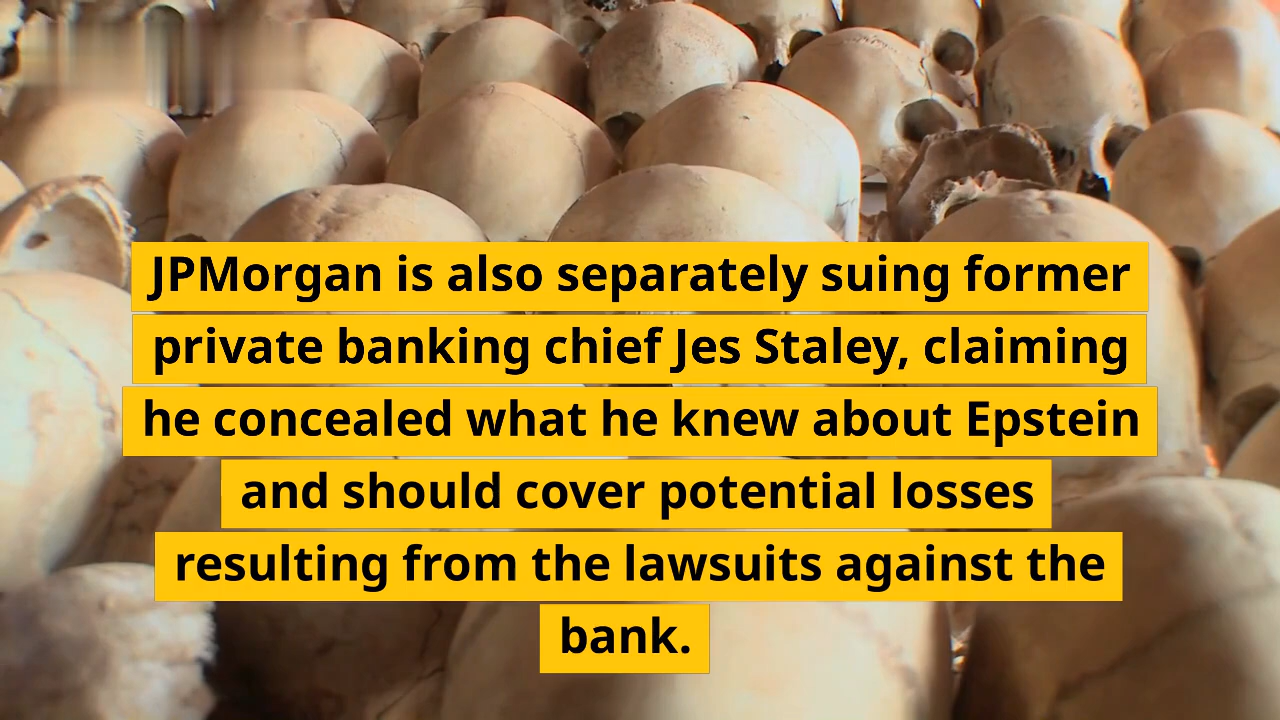 JPMorgan is also separately suing former
private banking chief Jes Staley, claiming
he concealed what he knew about Epstein
and should cover potential losses
resulting from the lawsuits against the
bank.